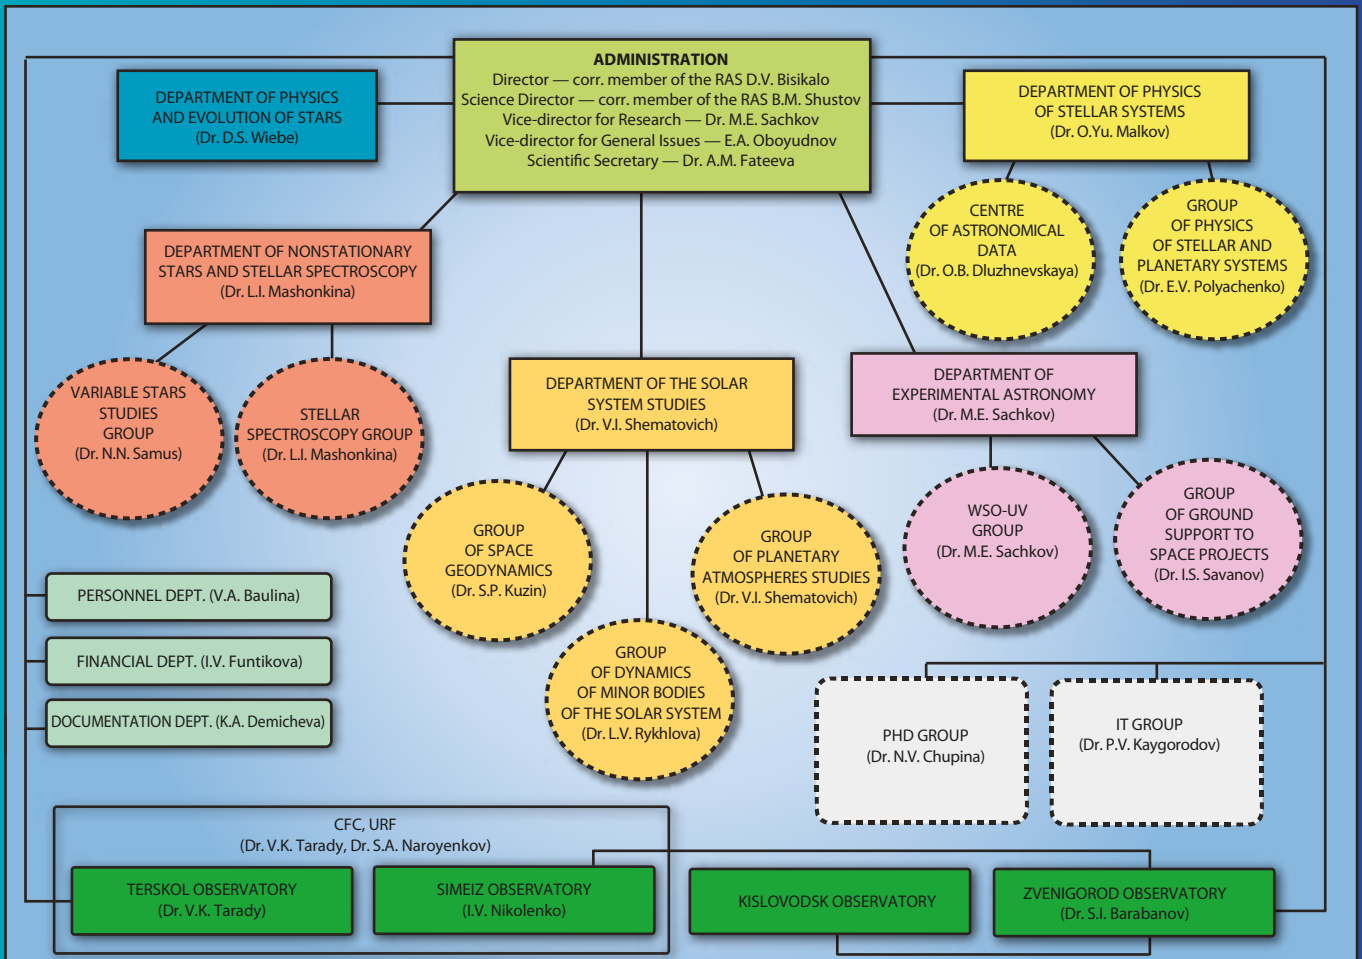 ADMINISTRATION
Director — corr. member of the RAS D.V. Bisikalo
Science Director — corr. member of the RAS B.M. Shustov
Vice-director for Research — Dr. M.E. Sachkov
Vice-director for General Issues — E.A. Oboyudnov
Scientific Secretary — Dr. A.M. Fateeva
DEPARTMENT OF PHYSICS
AND EVOLUTION OF STARS
(Dr. D.S. Wiebe)
DEPARTMENT OF PHYSICS
OF STELLAR SYSTEMS
(Dr. O.Yu. Malkov)
CENTRE
OF ASTRONOMICAL
DATA
(Dr. O.B. Dluzhnevskaya)
GROUP
OF PHYSICS
OF STELLAR AND
PLANETARY SYSTEMS
(Dr. E.V. Polyachenko)
DEPARTMENT OF NONSTATIONARY
STARS AND STELLAR SPECTROSCOPY
(Dr. L.I. Mashonkina)
VARIABLE STARS
STUDIES
GROUP
(Dr. N.N. Samus)
STELLAR
SPECTROSCOPY GROUP
(Dr. L.I. Mashonkina)
DEPARTMENT OF THE SOLAR
SYSTEM STUDIES
(Dr. V.I. Shematovich)
DEPARTMENT OF
EXPERIMENTAL ASTRONOMY
(Dr. M.E. Sachkov)
GROUP
OF SPACE
GEODYNAMICS
(Dr. S.P. Kuzin)
GROUP
OF DYNAMICS
OF MINOR BODIES
OF THE SOLAR SYSTEM
(Dr. L.V. Rykhlova)
GROUP
OF PLANETARY
ATMOSPHERES STUDIES
(Dr. V.I. Shematovich)
WSO-UV
GROUP
(Dr. M.E. Sachkov)
GROUP
OF GROUND
SUPPORT TO
SPACE PROJECTS
(Dr. I.S. Savanov)
PERSONNEL DEPT. (V.A. Baulina)
FINANCIAL DEPT. (I.V. Funtikova)
DOCUMENTATION DEPT. (K.A. Demicheva)
PHD GROUP
(Dr. N.V. Chupina)
IT GROUP
(Dr. P.V. Kaygorodov)
CFC, URF
(Dr. V.K. Tarady, Dr. S.A. Naroyenkov)
TERSKOL OBSERVATORY
(Dr. V.K. Tarady)
SIMEIZ OBSERVATORY
(I.V. Nikolenko)
KISLOVODSK OBSERVATORY
ZVENIGOROD OBSERVATORY
(Dr. S.I. Barabanov)